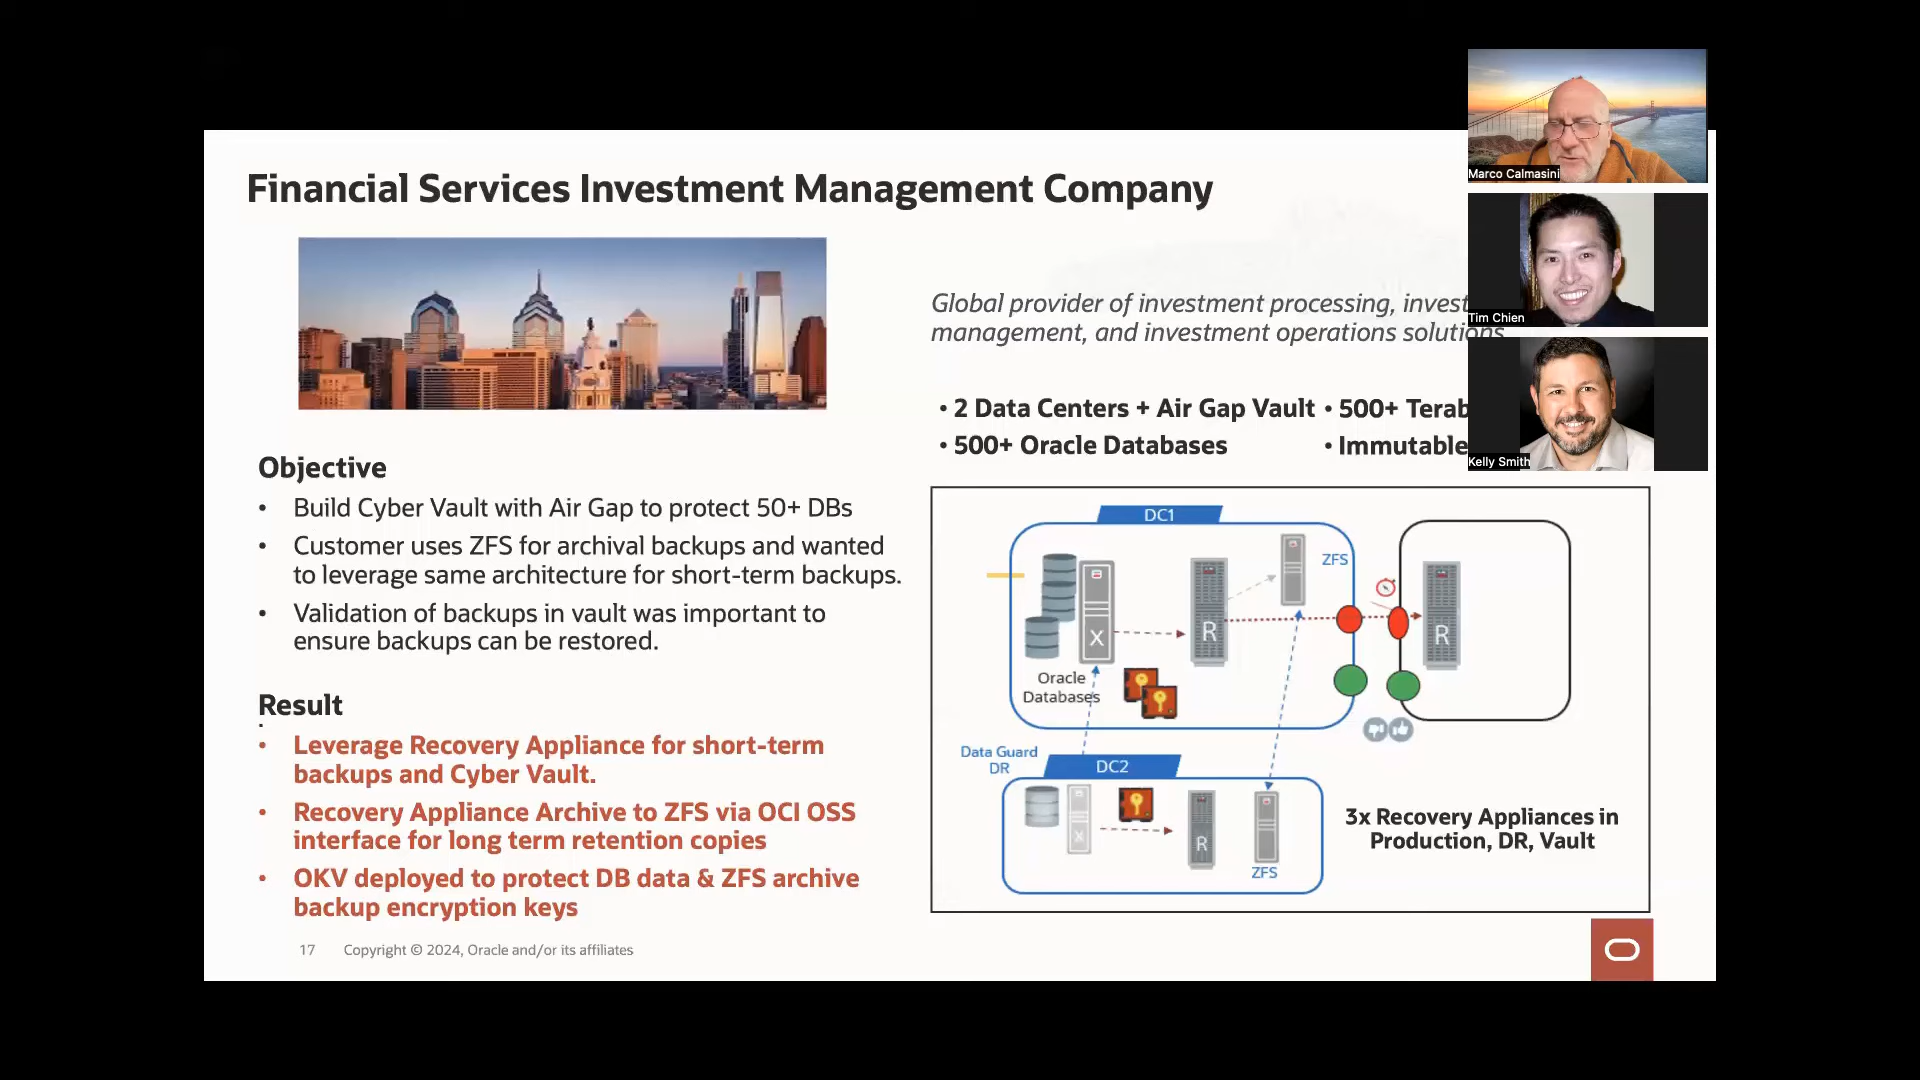 Financial Services Investment Management Company
Marco Calmasini
Tim Chien
Kelly Smith
Global provider of investment processing,
management, and investment operations solutions
• 2 Data Centers + Air Gap Vault • 500+
• 500+ Oracle Databases • Immutable
Objective
• Build Cyber Vault with Air Gap to protect 50+ DBs
• Customer uses ZFS for archival backups and wanted
to leverage same architecture for short-term backups.
• Validation of backups in vault was important to
ensure backups can be restored.
Result
• Leverage Recovery Appliance for short-term
backups and Cyber Vault.
• Recovery Appliance Archive to ZFS via OCI OSS
interface for long term retention copies
• OKV deployed to protect DB data & ZFS archive
backup encryption keys
DC1
ZFS
X
R
R
Oracle
Databases
Data Guard
DR
DC2
X
R
ZFS
3x Recovery Appliances in
Production, DR, Vault
17 Copyright © 2024, Oracle and/or its affiliates